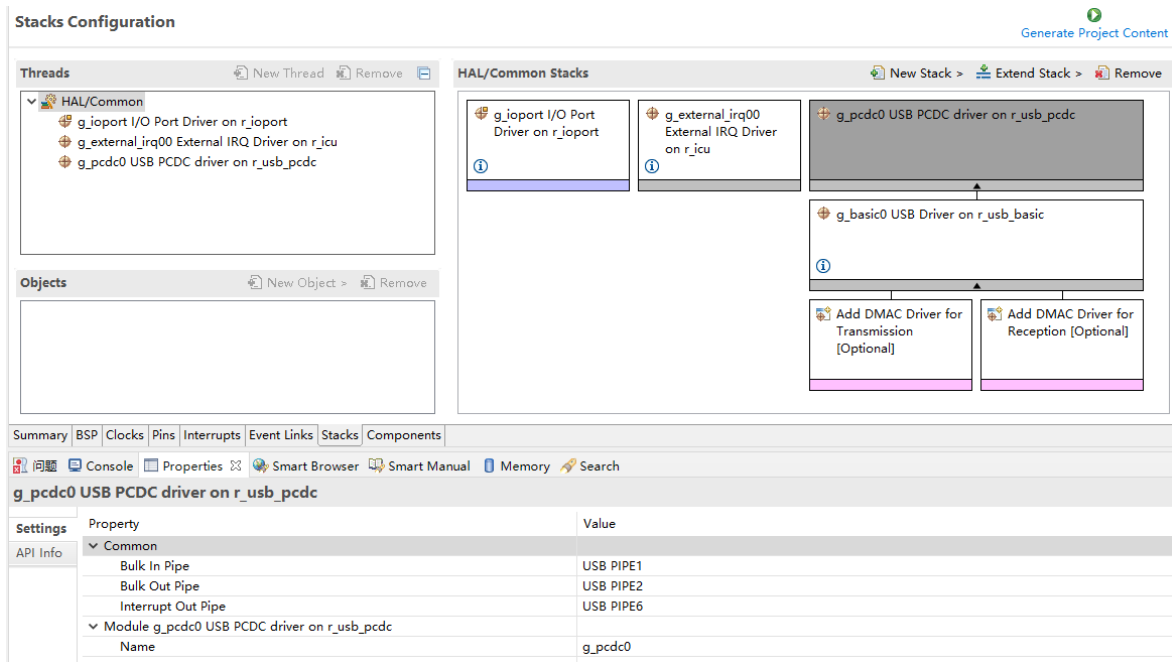 Stacks Configuration
Generate Project Content
Threads
New Thread
Remove
HAL/Common
g_ioport I/O Port Driver on r_ioport
g_external_irq00 External IRQ Driver on r_icu
g_pcdc0 USB PCDC driver on r_usb_pcdc
Objects
New Object >
Remove
HAL/Common Stacks
New Stack >
Extend Stack >
Remove
g_ioport I/O Port
Driver on r_ioport
g_external_irq00
External IRQ Driver
on r_icu
g_pcdc0 USB PCDC driver on r_usb_pcdc
g_basic0 USB Driver on r_usb_basic
Add DMAC Driver for
Transmission
[Optional]
Add DMAC Driver for
Reception [Optional]
Summary BSP Clocks Pins Interrupts Event Links Stacks Components
问题 Console Properties Smart Browser Smart Manual Memory Search
g_pcdc0 USB PCDC driver on r_usb_pcdc
Settings
API Info
Property Value
Common
Bulk In Pipe USB PIPE1
Bulk Out Pipe USB PIPE2
Interrupt Out Pipe USB PIPE6
Module g_pcdc0 USB PCDC driver on r_usb_pcdc
Name g_pcdc0